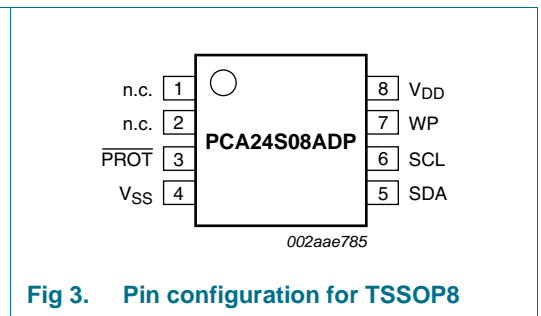 n.c. 1 8 VDD
n.c. 2 7 WP
PCA24S08ADP
PROT 3 6 SCL
VSS 4 5 SDA
002aae785
Fig 3. Pin configuration for TSSOP8